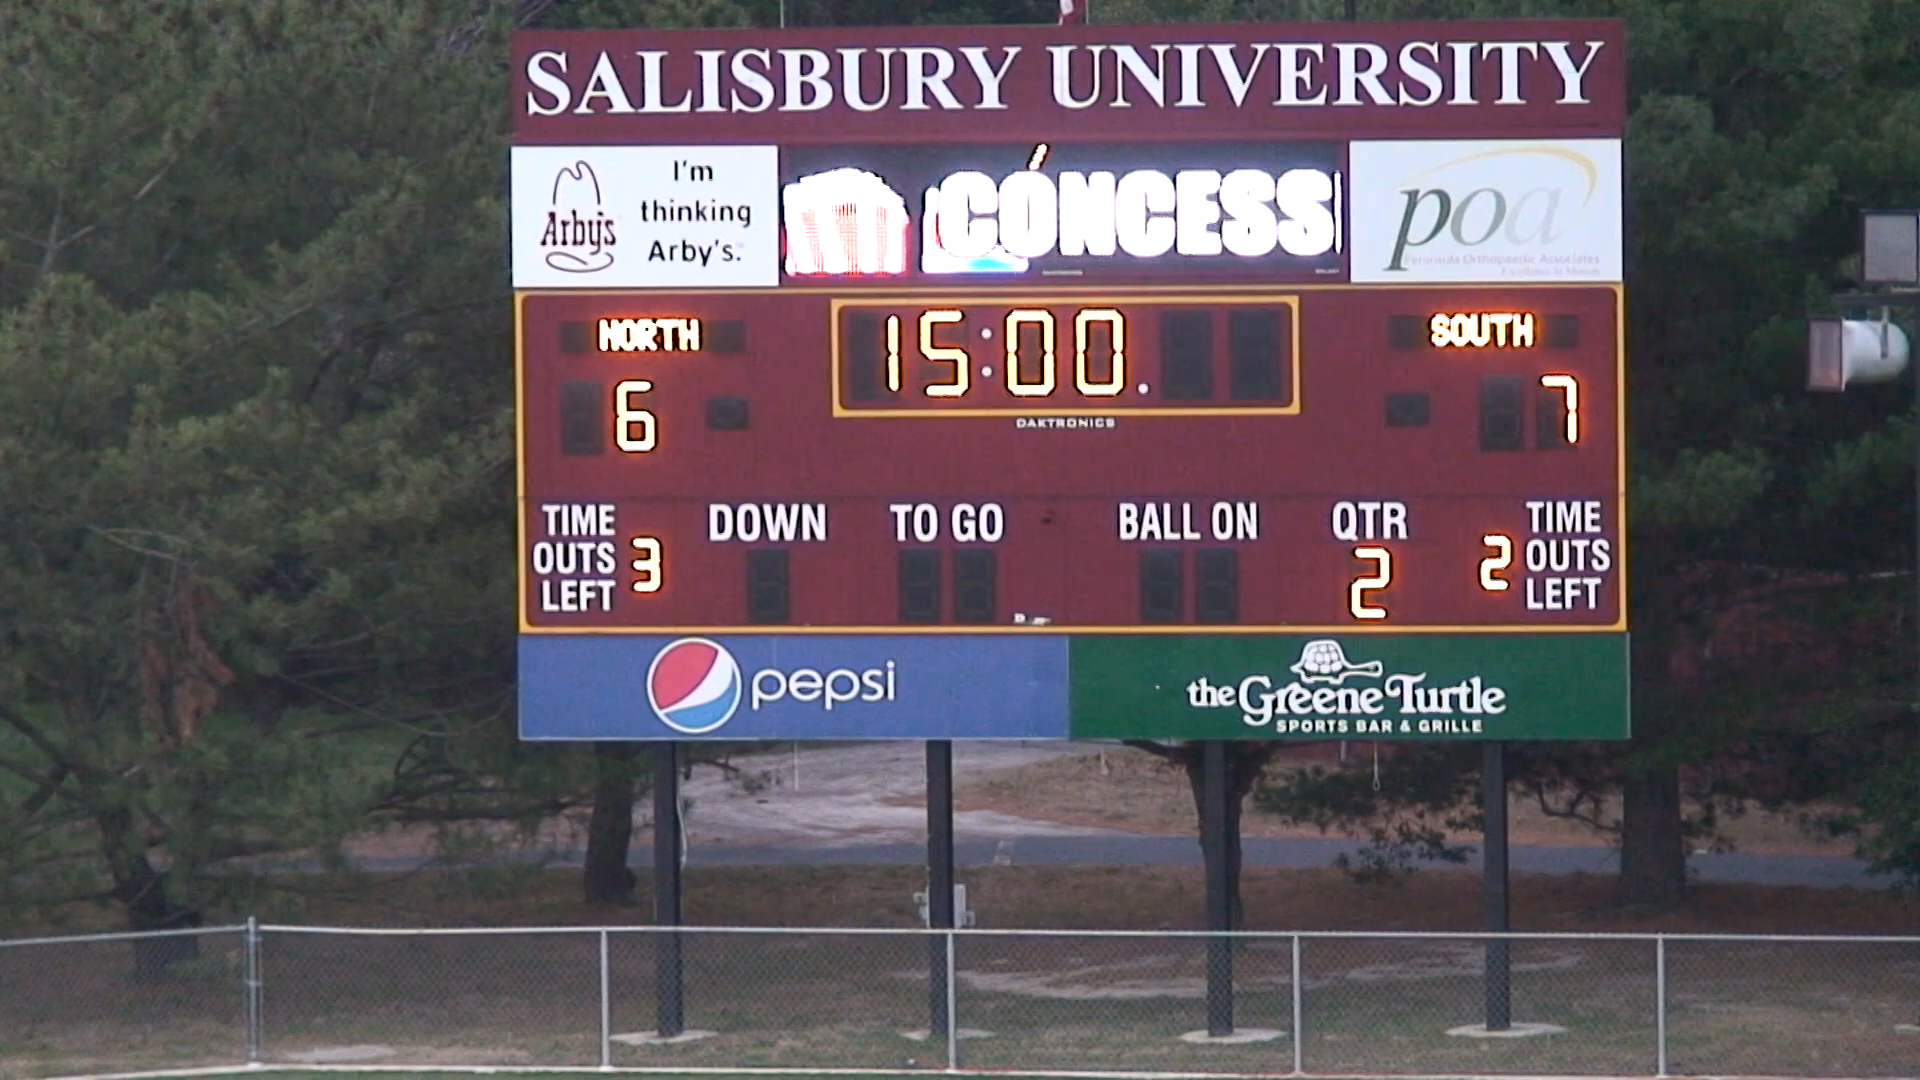 SALISBURY UNIVERSITY
Arby's
I'm
thinking
Arby's.
CONCESS
poa
Peninsula Orthopaedic Associates
NORTH
15:00.
SOUTH
6
7
DAKTRONICS
TIME
OUTS
LEFT
3
DOWN
TO GO
BALL ON
QTR
2
2
TIME
OUTS
LEFT
pepsi
the Greene Turtle
SPORTS BAR & GRILLE